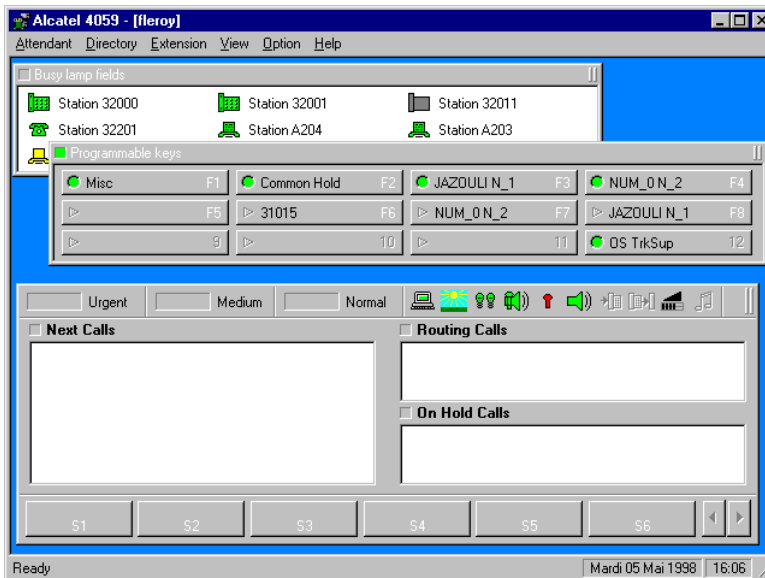 Alcatel 4059 - [fleroy]
Attendant Directory Extension View Option Help
Busy lamp fields
Station 32000 Station 32001 Station 32011
Station 32201 Station A204 Station A203
Programmable keys
Misc F1 Common Hold F2 JAZOULI N_1 F3 NUM_0 N_2 F4
F5 31015 F6 NUM_0 N_2 F7 JAZOULI N_1 F8
9 10 11 OS TrkSup 12
Urgent Medium Normal
Next Calls Routing Calls
On Hold Calls
S1 S2 S3 S4 S5 S6
Ready Mardi 05 Mai 1998 16:06